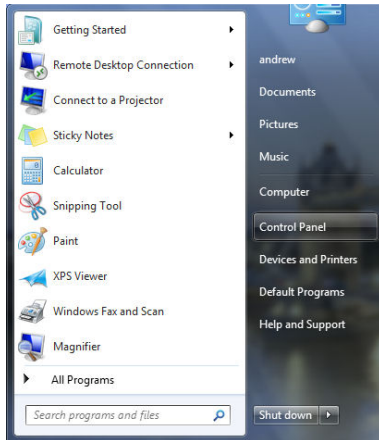 Getting Started
Remote Desktop Connection
Connect to a Projector
Sticky Notes
Calculator
Snipping Tool
Paint
XPS Viewer
Windows Fax and Scan
Magnifier
All Programs
Search programs and files
andrew
Documents
Pictures
Music
Computer
Control Panel
Devices and Printers
Default Programs
Help and Support
Shut down